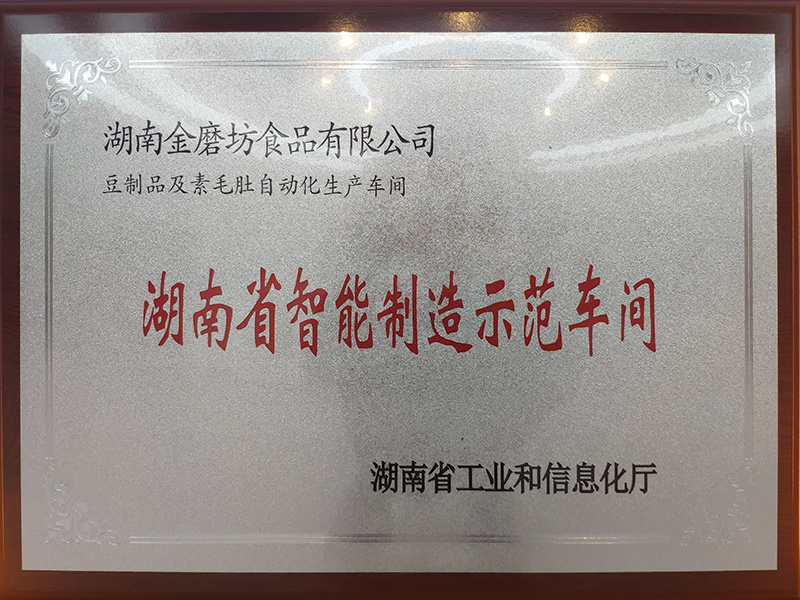 湖南金磨坊食品有限公司
豆制品及素毛肚自动化生产车间
湖南省智能制造示范车间
湖南省工业和信息化厅